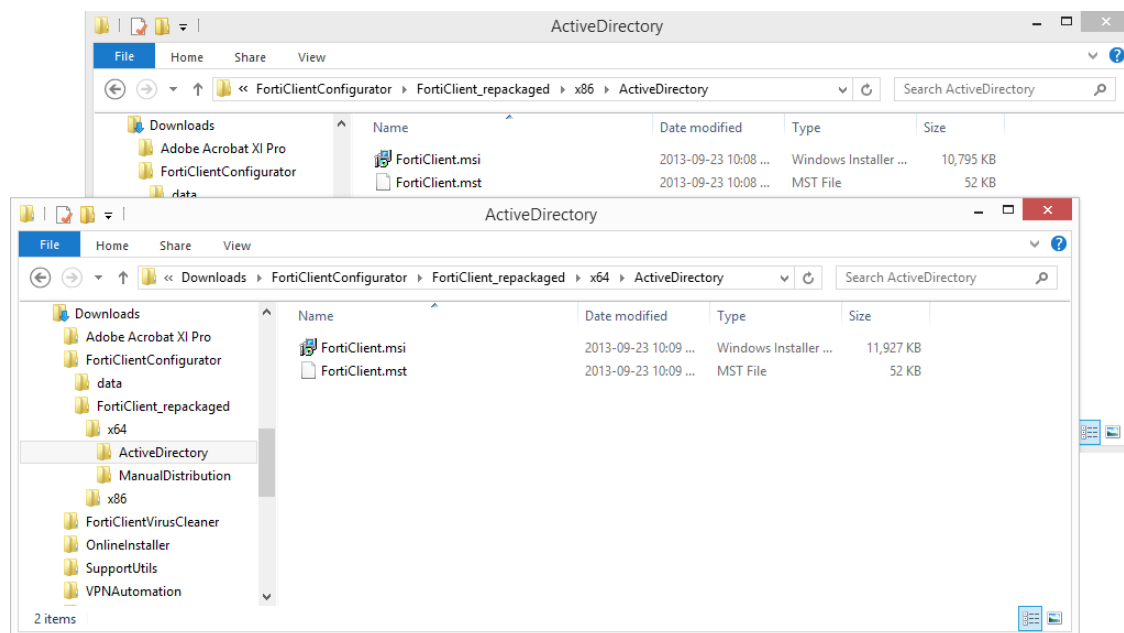 ActiveDirectory
File Home Share View
« FortiClientConfigurator FortiClient_repackaged x86 ActiveDirectory Search ActiveDirectory
Downloads Name Date modified Type Size
Adobe Acrobat XI Pro FortiClient.msi 2013-09-23 10:08 ... Windows Installer ... 10,795 KB
FortiClientConfigurator FortiClient.mst 2013-09-23 10:08 ... MST File 52 KB
data
ActiveDirectory
File Home Share View
« Downloads FortiClientConfigurator FortiClient_repackaged x64 ActiveDirectory Search ActiveDirectory
Downloads Name Date modified Type Size
Adobe Acrobat XI Pro FortiClient.msi 2013-09-23 10:09 ... Windows Installer ... 11,927 KB
FortiClientConfigurator FortiClient.mst 2013-09-23 10:09 ... MST File 52 KB
data
FortiClient_repackaged
x64
ActiveDirectory
ManualDistribution
x86
FortiClientVirusCleaner
OnlineInstaller
SupportUtils
VPNAutomation
2 items